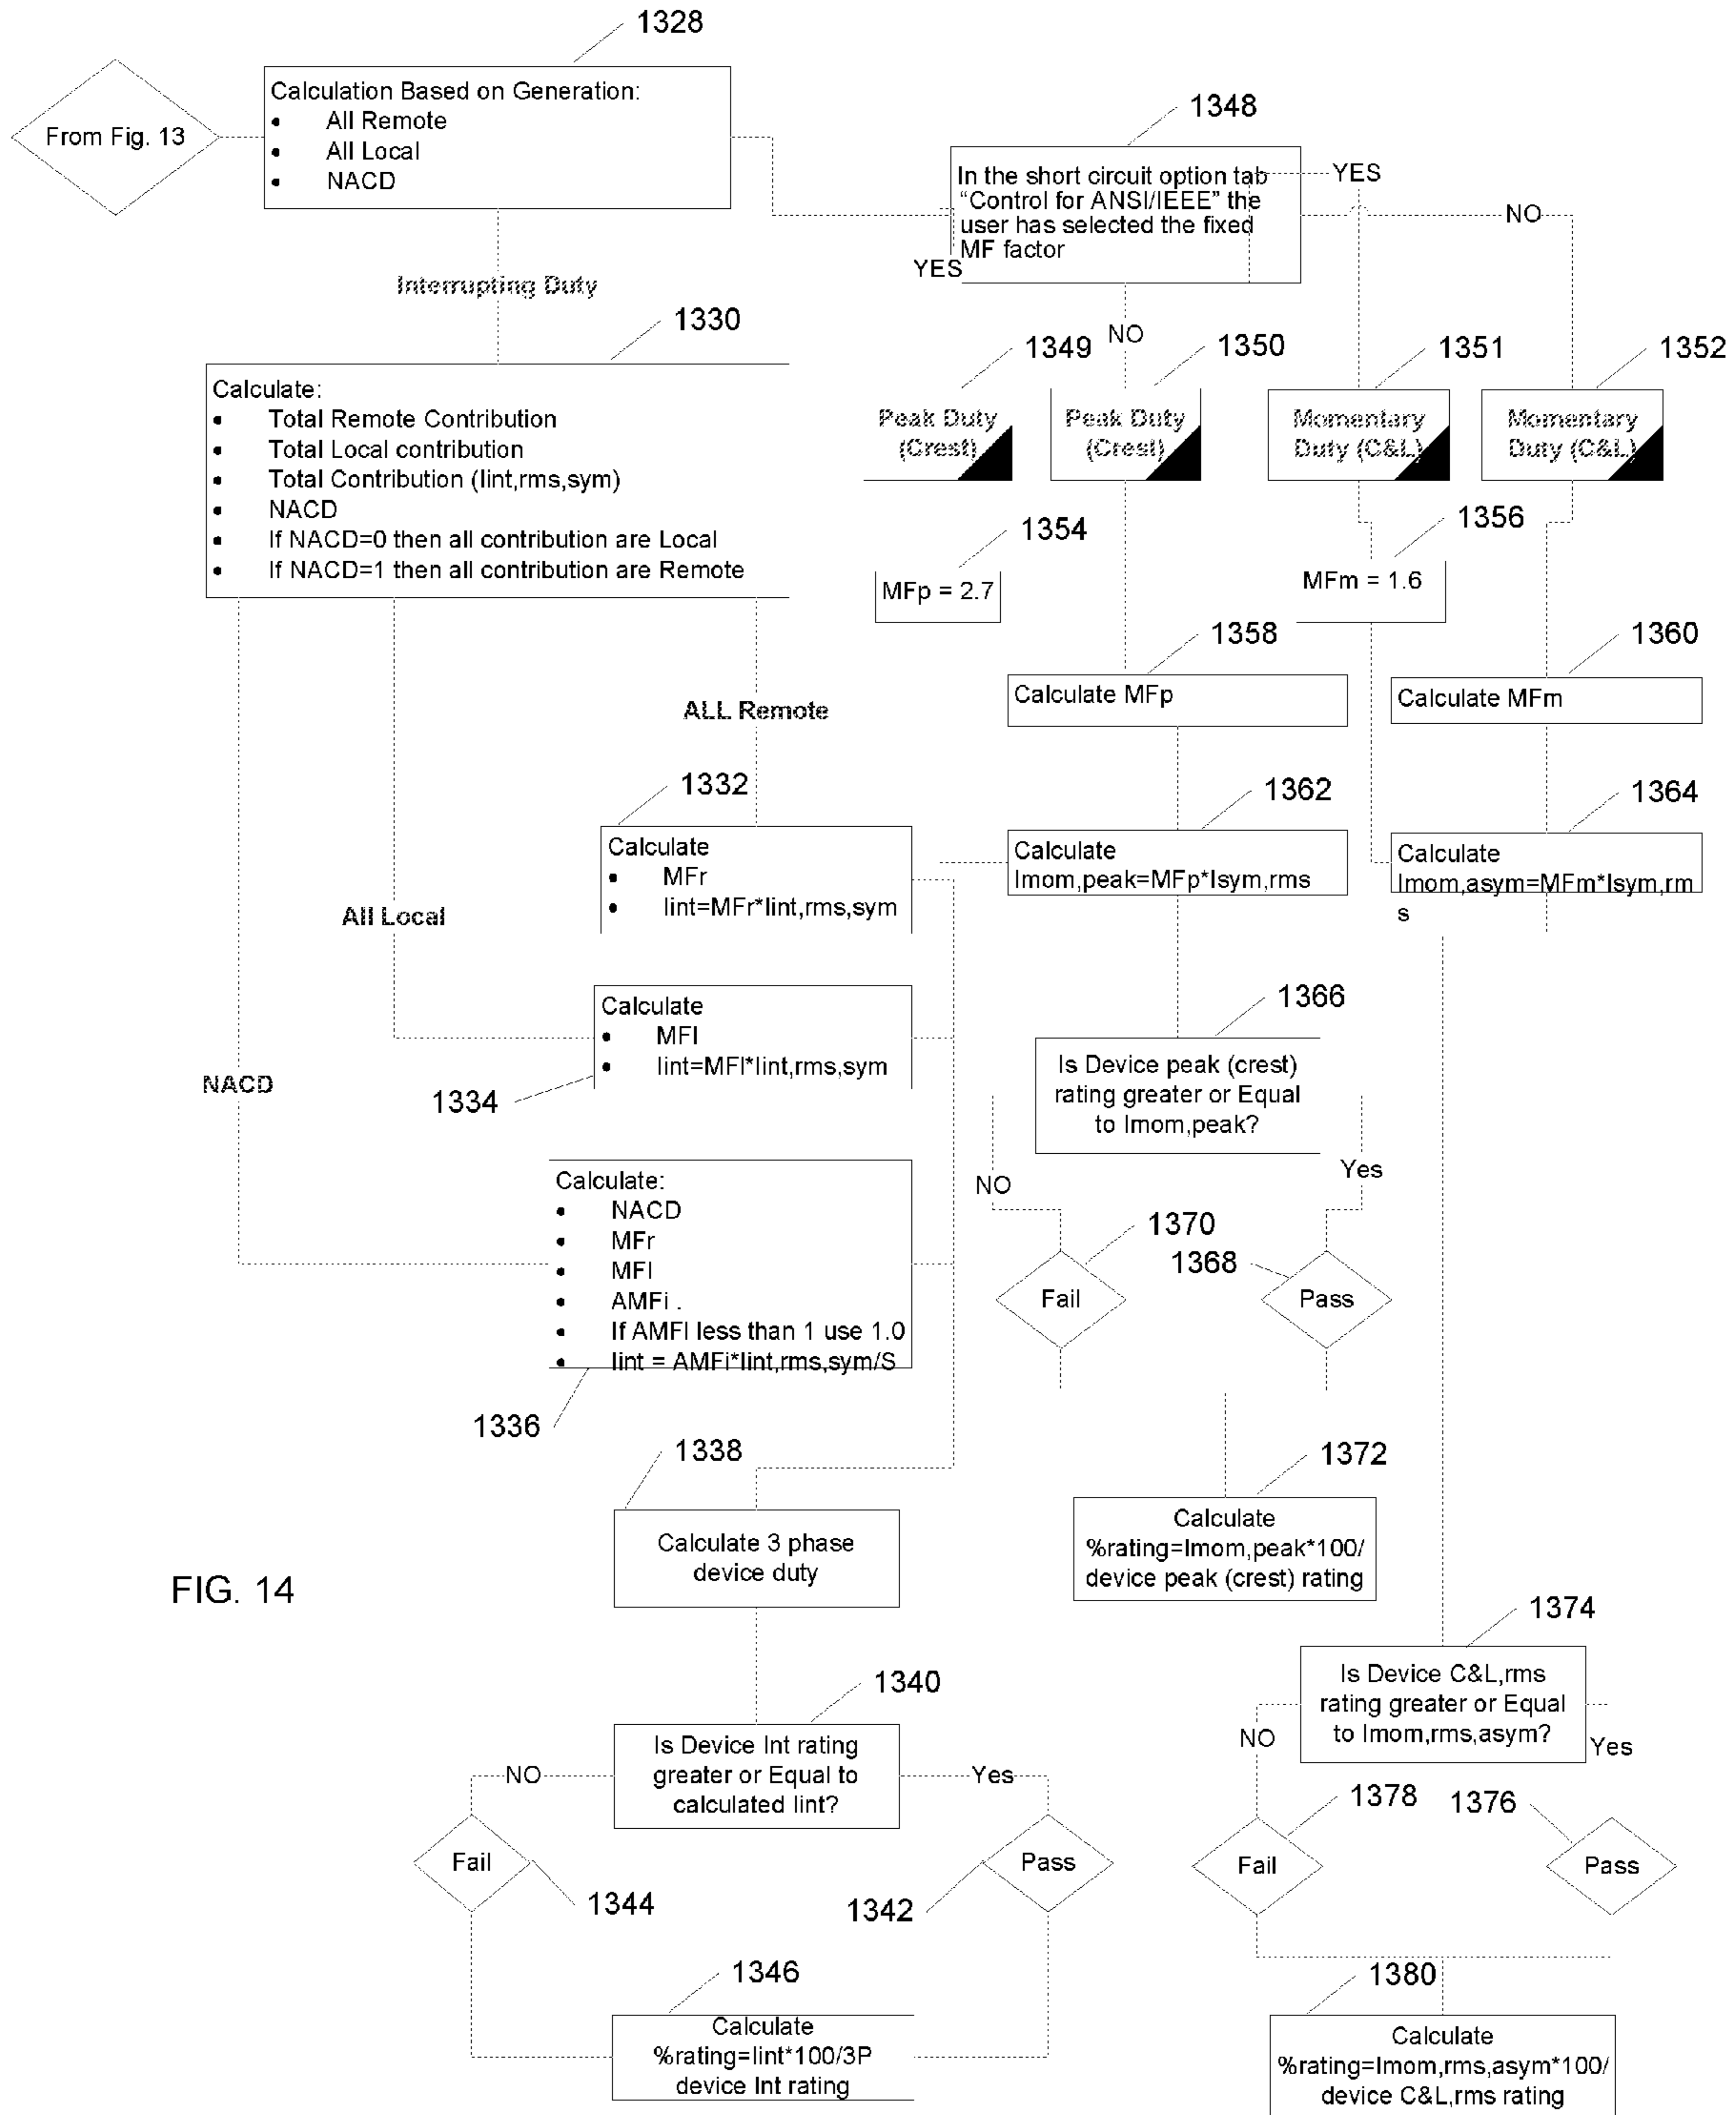 1328
Calculation Based on Generation:
• All Remote
• All Local
• NACD
From Fig. 13
1348
In the short circuit option tab
“Control for ANSI/IEEE” the
user has selected the fixed
MF factor
YES
NO
YES
NO
Interrupting Duty
1330
Calculate:
• Total Remote Contribution
• Total Local contribution
• Total Contribution (Iint,rms,sym)
• NACD
• If NACD=0 then all contribution are Local
• If NACD=1 then all contribution are Remote
1349
Peak Duty
(Crest)
1350
Peak Duty
(Crest)
1351
Momentary
Duty (C&L)
1352
Momentary
Duty (C&L)
1354
MFp = 2.7
1356
MFm = 1.6
1358
Calculate MFp
1360
Calculate MFm
ALL Remote
1332
Calculate
• MFr
• Iint=MFr*Iint,rms,sym
1362
Calculate
Imom,peak=MFp*Isym,rms
1364
Calculate
Imom,asym=MFm*Isym,rm
s
All Local
Calculate
• MFl
• Iint=MFl*Iint,rms,sym
1334
1366
Is Device peak (crest)
rating greater or Equal
to Imom,peak?
NACD
Calculate:
• NACD
• MFr
• MFl
• AMFi .
• If AMFI less than 1 use 1.0
• Iint = AMFi*Iint,rms,sym/S
1336
NO
Yes
1370
Fail
1368
Pass
1338
Calculate 3 phase
device duty
1372
Calculate
%rating=Imom,peak*100/
device peak (crest) rating
FIG. 14
1340
Is Device Int rating
greater or Equal to
calculated Iint?
NO
Yes
Fail
1344
Pass
1342
1374
Is Device C&L,rms
rating greater or Equal
to Imom,rms,asym?
NO
Yes
1378
Fail
1376
Pass
1346
Calculate
%rating=Iint*100/3P
device Int rating
1380
Calculate
%rating=Imom,rms,asym*100/
device C&L,rms rating